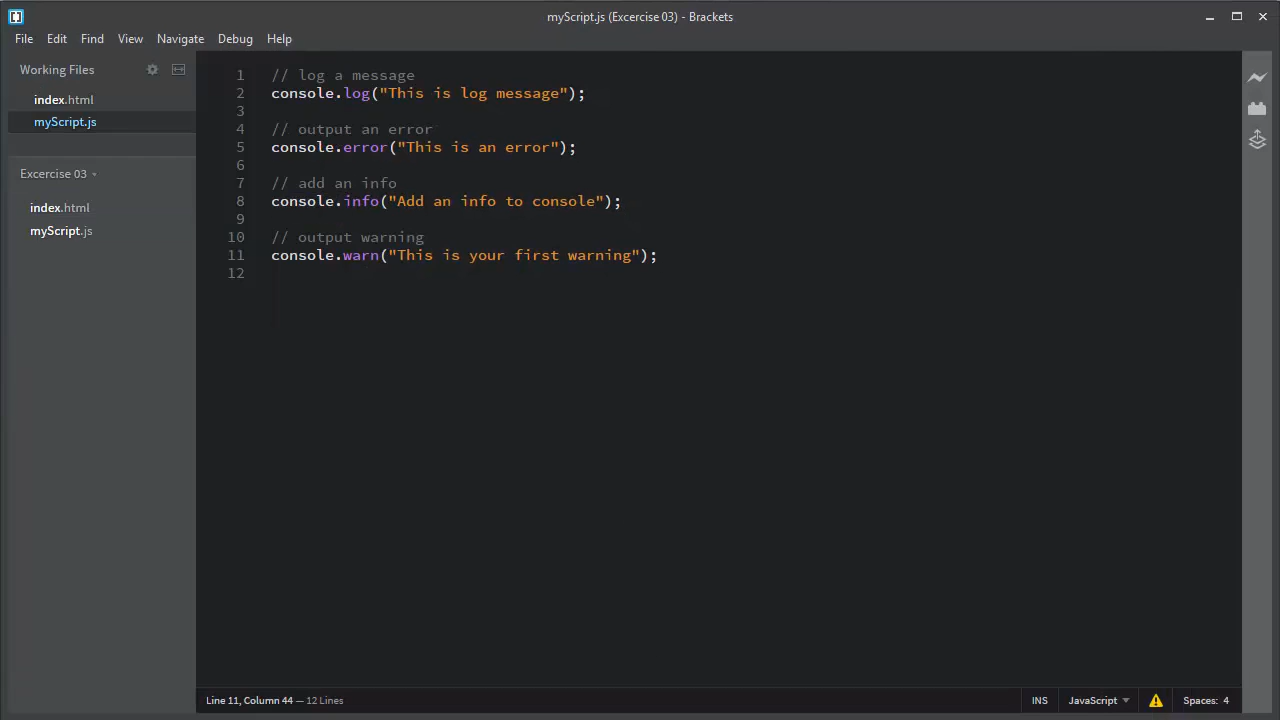 myScript.js (Excercise 03) - Brackets
File Edit Find View Navigate Debug Help
Working Files
index.html
myScript.js
Excercise 03
index.html
myScript.js
1 // log a message
2 console.log("This is log message");
3
4 // output an error
5 console.error("This is an error");
6
7 // add an info
8 console.info("Add an info to console");
9
10 // output warning
11 console.warn("This is your first warning");
12
Line 11, Column 44 — 12 Lines
INS JavaScript Spaces: 4